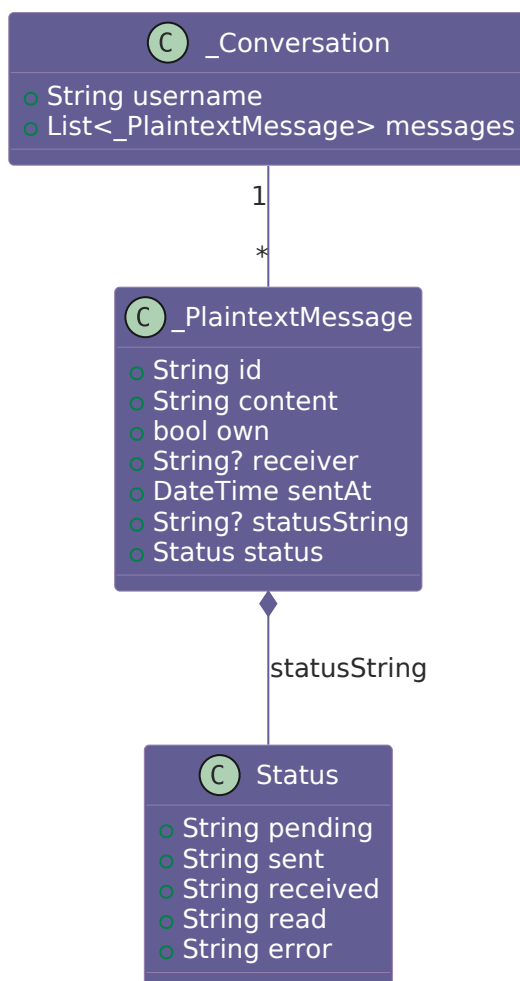 C _Conversation
String username
List<_PlaintextMessage> messages
1
*
C _PlaintextMessage
String id
String content
bool own
String? receiver
DateTime sentAt
String? statusString
Status status
statusString
C Status
String pending
String sent
String received
String read
String error